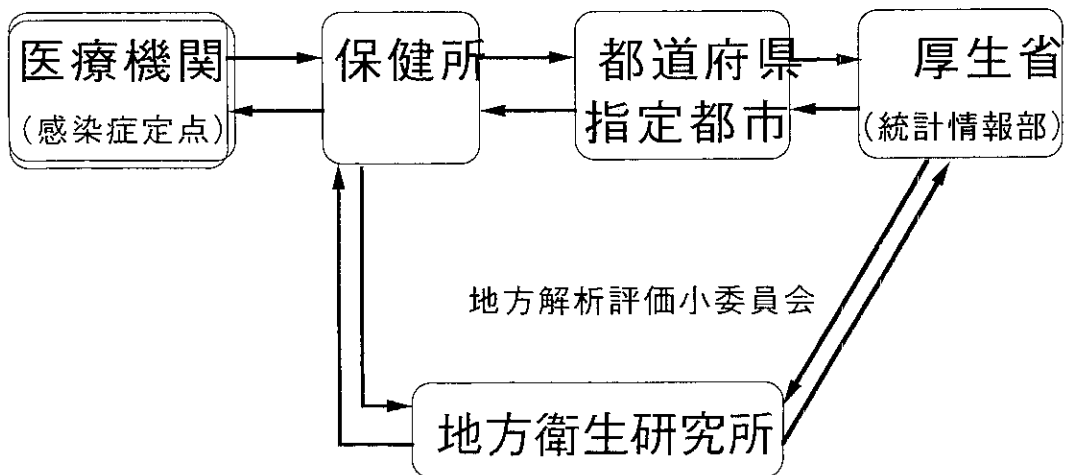 医療機関
(感染症定点)
保健所
都道府県
指定都市
厚生省
(統計情報部)
地方解析評価小委員会
地方衛生研究所